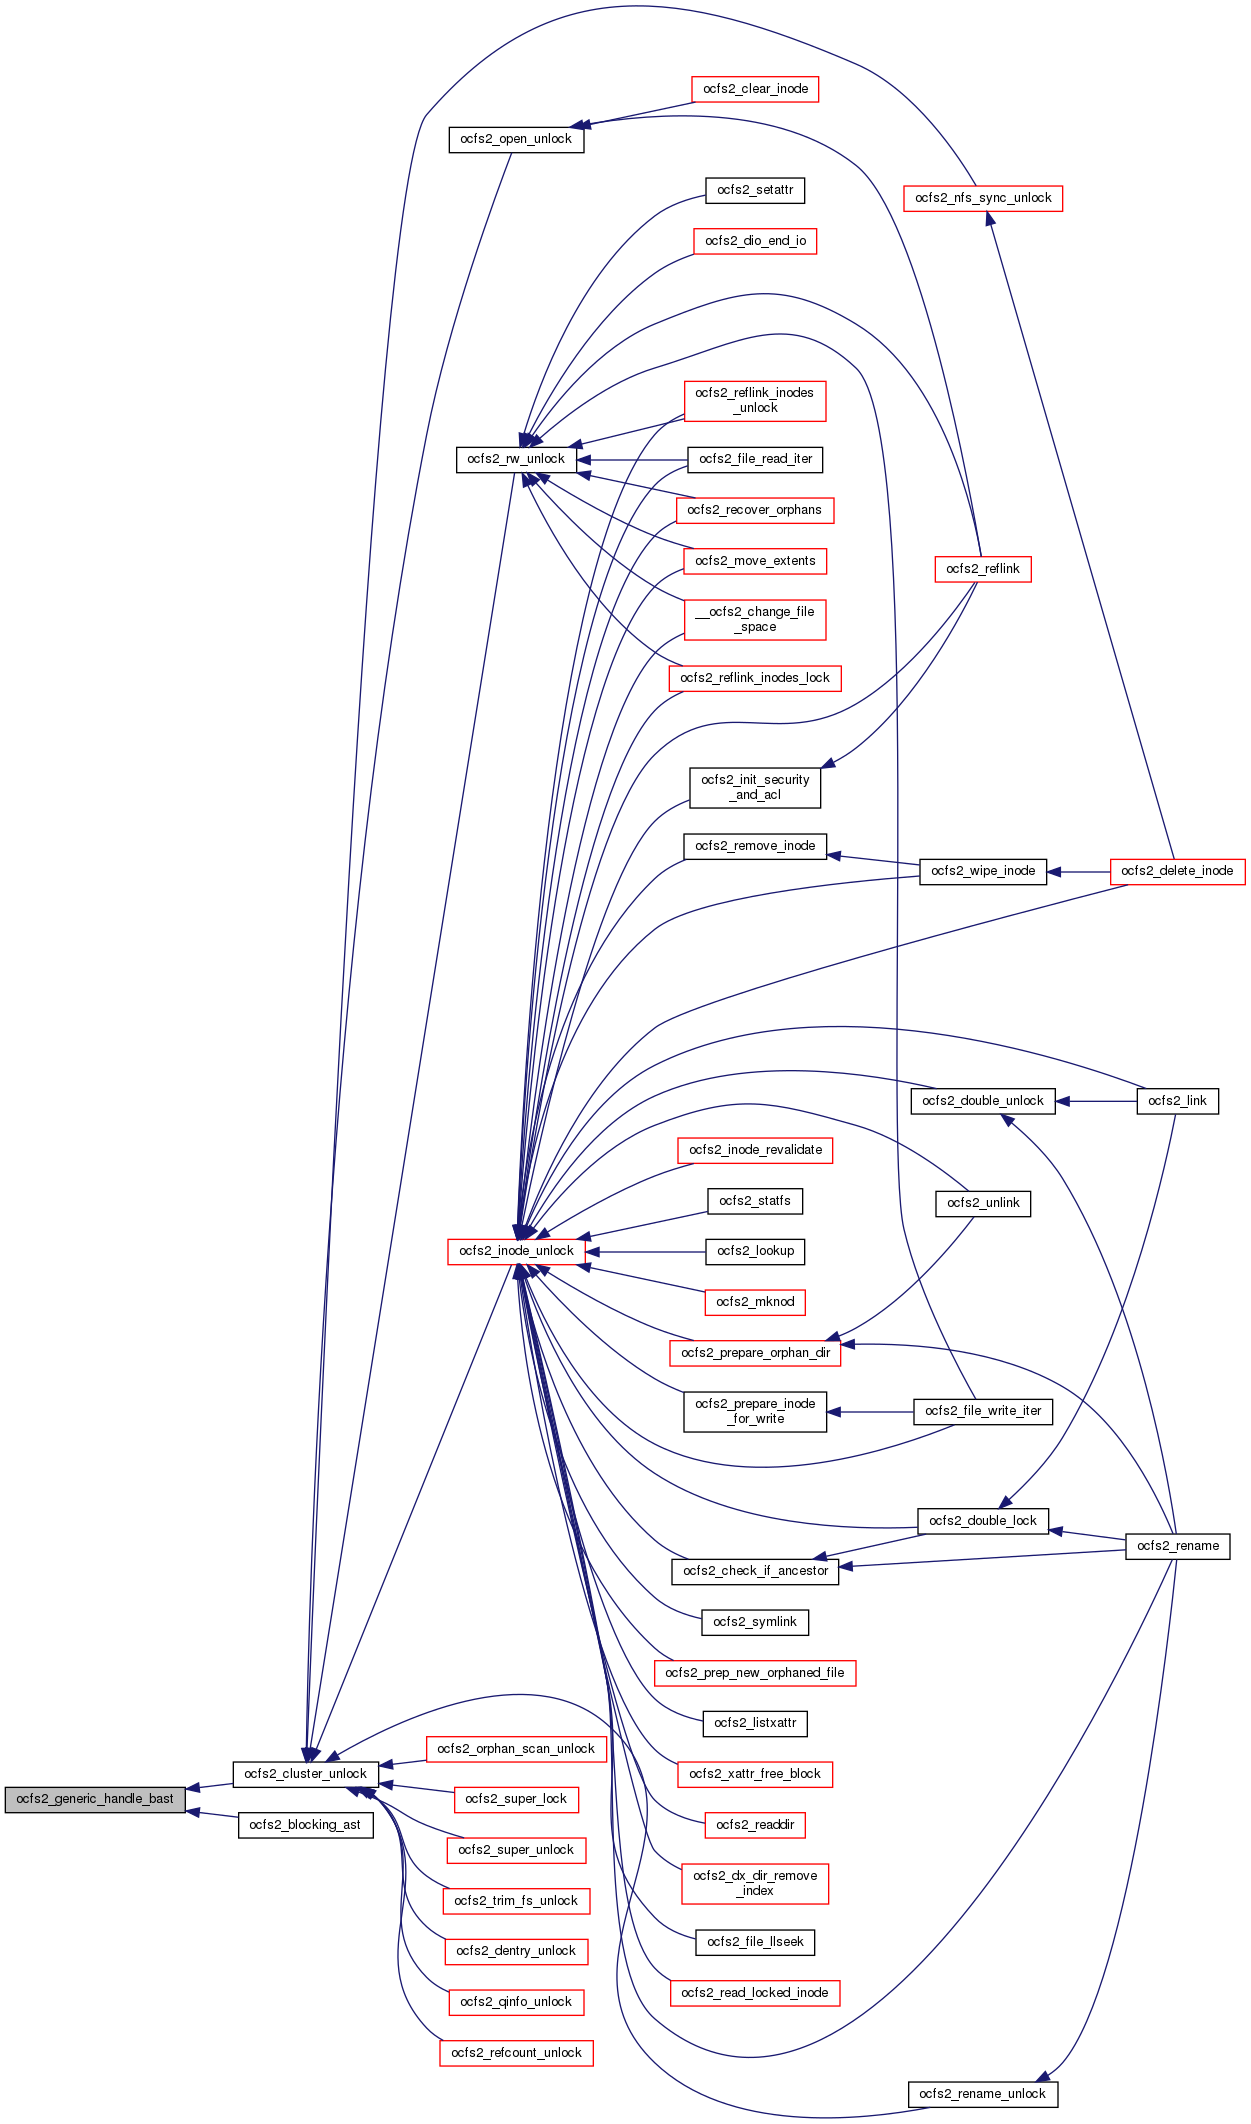 ocfs2_clear_inode
ocfs2_open_unlock
ocfs2_setattr
ocfs2_nfs_sync_unlock
ocfs2_dio_end_io
ocfs2_reflink_inodes
_unlock
ocfs2_rw_unlock
ocfs2_file_read_iter
ocfs2_recover_orphans
ocfs2_move_extents
ocfs2_reflink
__ocfs2_change_file
_space
ocfs2_reflink_inodes_lock
ocfs2_init_security
_and_acl
ocfs2_remove_inode
ocfs2_wipe_inode
ocfs2_delete_inode
ocfs2_double_unlock
ocfs2_link
ocfs2_inode_revalidate
ocfs2_statfs
ocfs2_unlink
ocfs2_inode_unlock
ocfs2_lookup
ocfs2_mknod
ocfs2_prepare_orphan_dir
ocfs2_prepare_inode
_for_write
ocfs2_file_write_iter
ocfs2_double_lock
ocfs2_rename
ocfs2_check_if_ancestor
ocfs2_symlink
ocfs2_prep_new_orphaned_file
ocfs2_listxattr
ocfs2_orphan_scan_unlock
ocfs2_cluster_unlock
ocfs2_xattr_free_block
ocfs2_generic_handle_bast
ocfs2_super_lock
ocfs2_blocking_ast
ocfs2_readdir
ocfs2_super_unlock
ocfs2_dx_dir_remove
_index
ocfs2_trim_fs_unlock
ocfs2_file_llseek
ocfs2_dentry_unlock
ocfs2_read_locked_inode
ocfs2_qinfo_unlock
ocfs2_refcount_unlock
ocfs2_rename_unlock